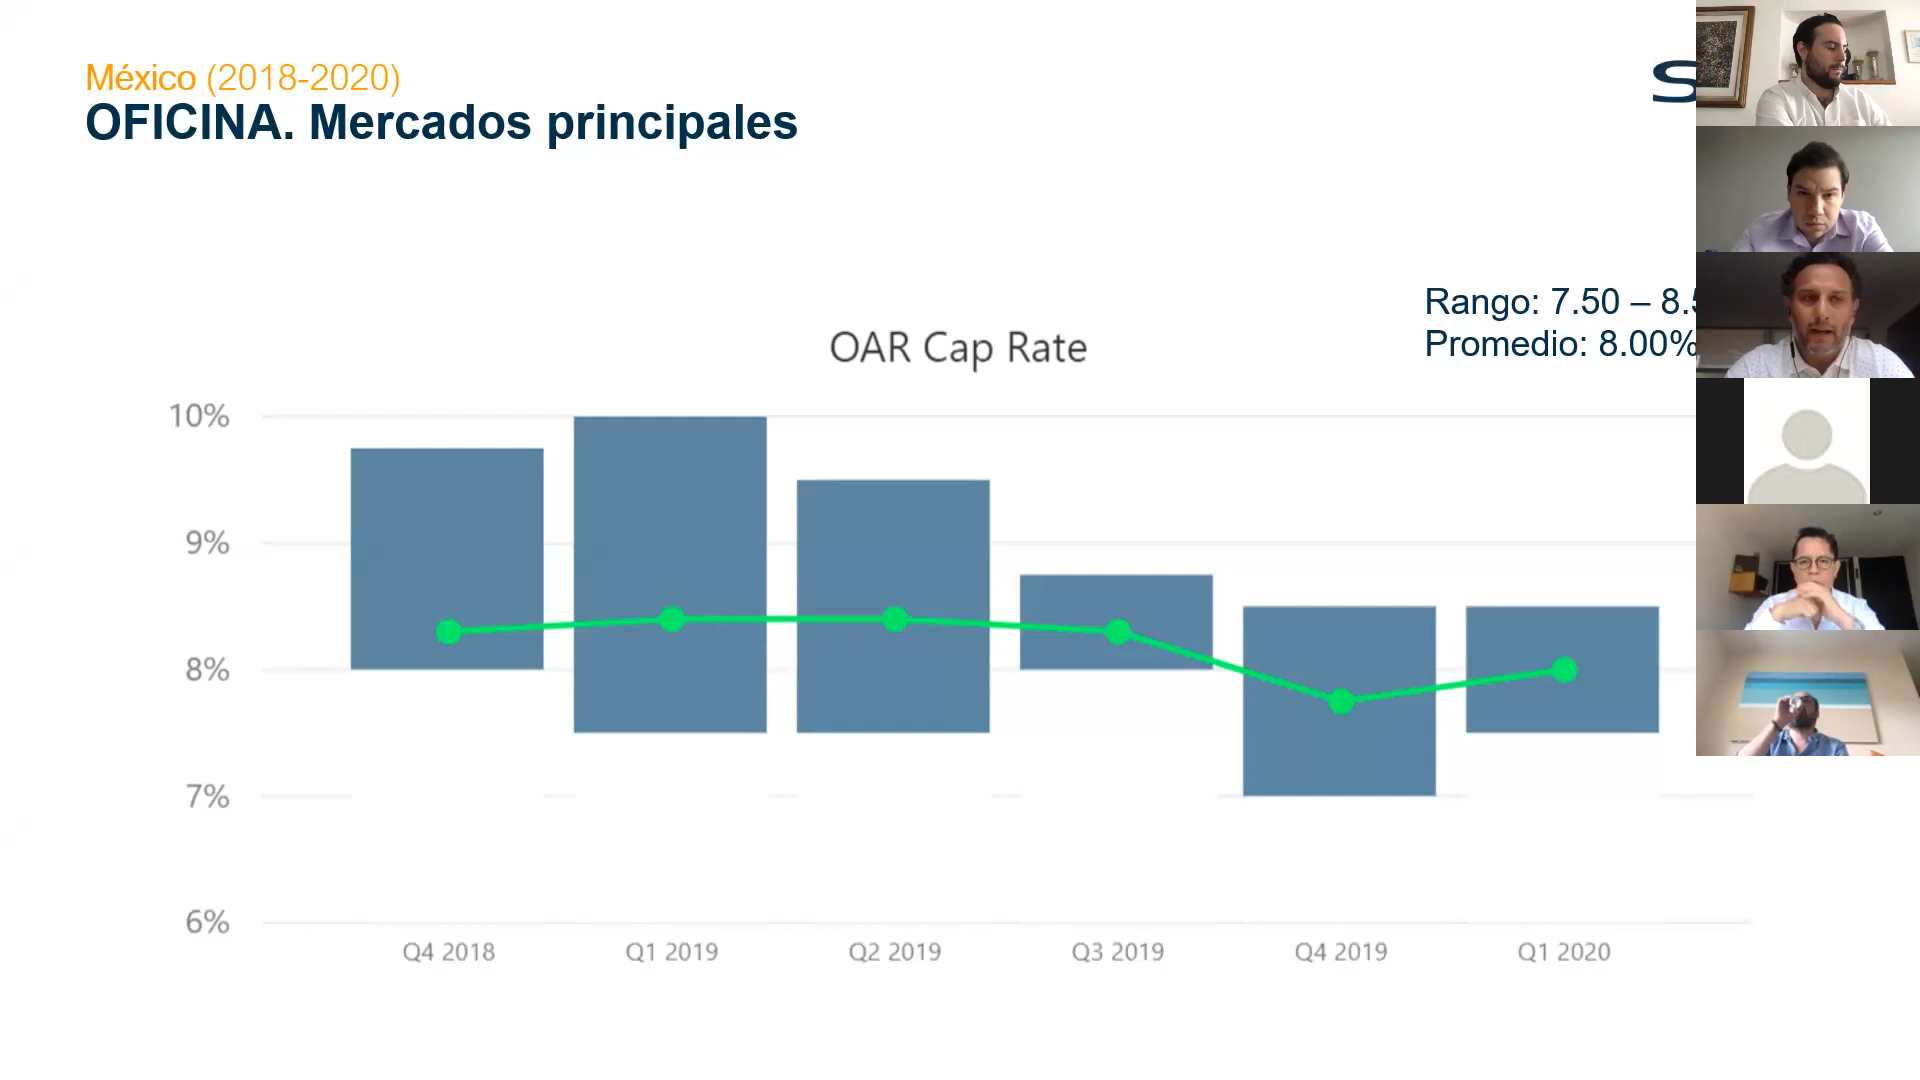 México (2018-2020)
OFICINA. Mercados principales
S
Rango: 7.50 – 8.5
Promedio: 8.00%
OAR Cap Rate
10%
9%
8%
7%
6%
Q4 2018
Q1 2019
Q2 2019
Q3 2019
Q4 2019
Q1 2020